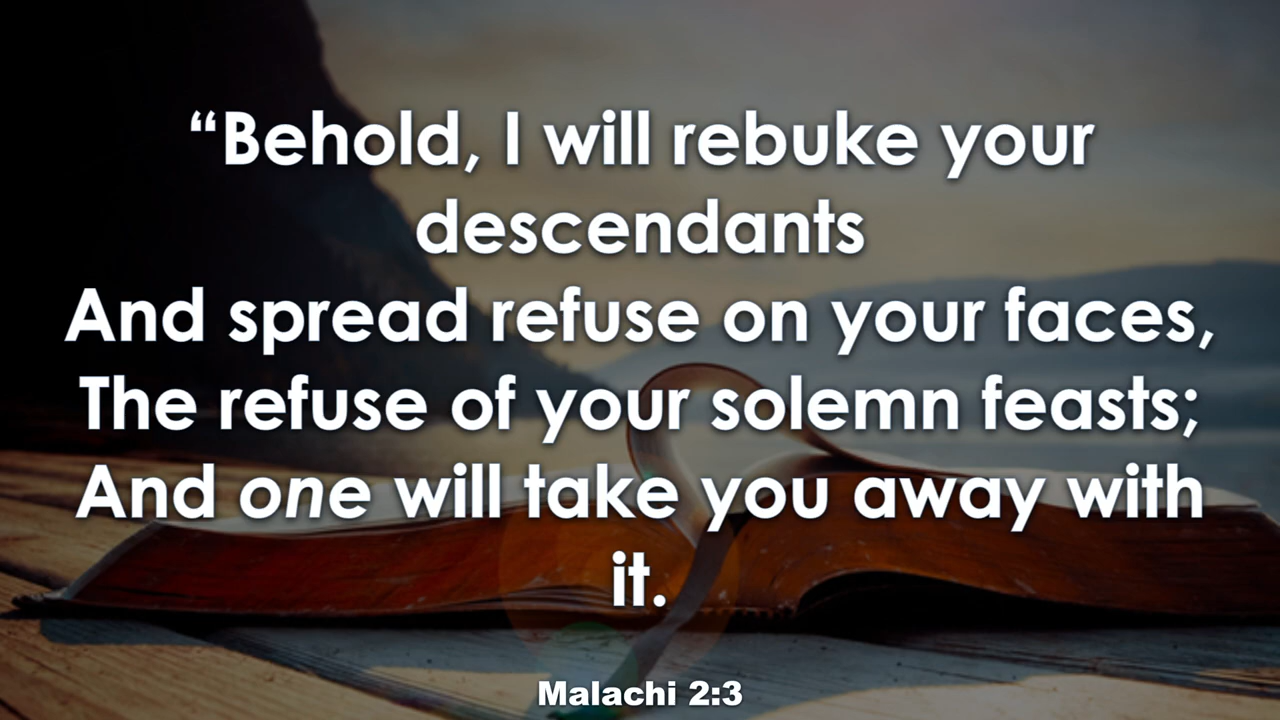 “Behold, I will rebuke your
descendants
And spread refuse on your faces,
The refuse of your solemn feasts;
And one will take you away with
it.
Malachi 2:3